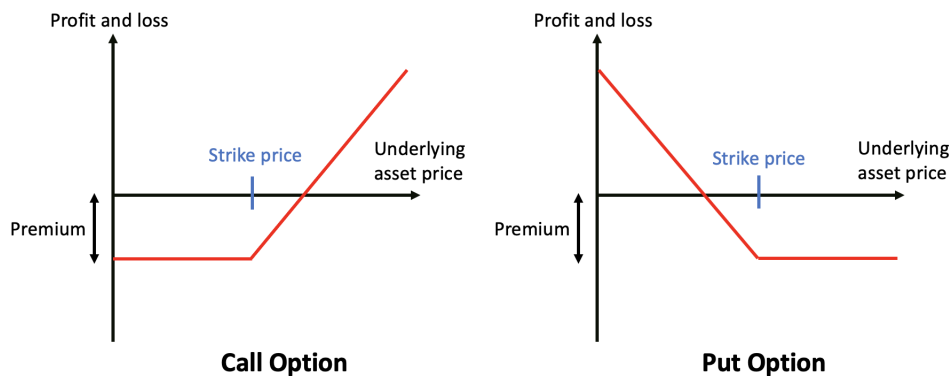 Profit and loss
Strike price
Underlying
asset price
Premium
Call Option
Profit and loss
Strike price
Underlying
asset price
Premium
Put Option